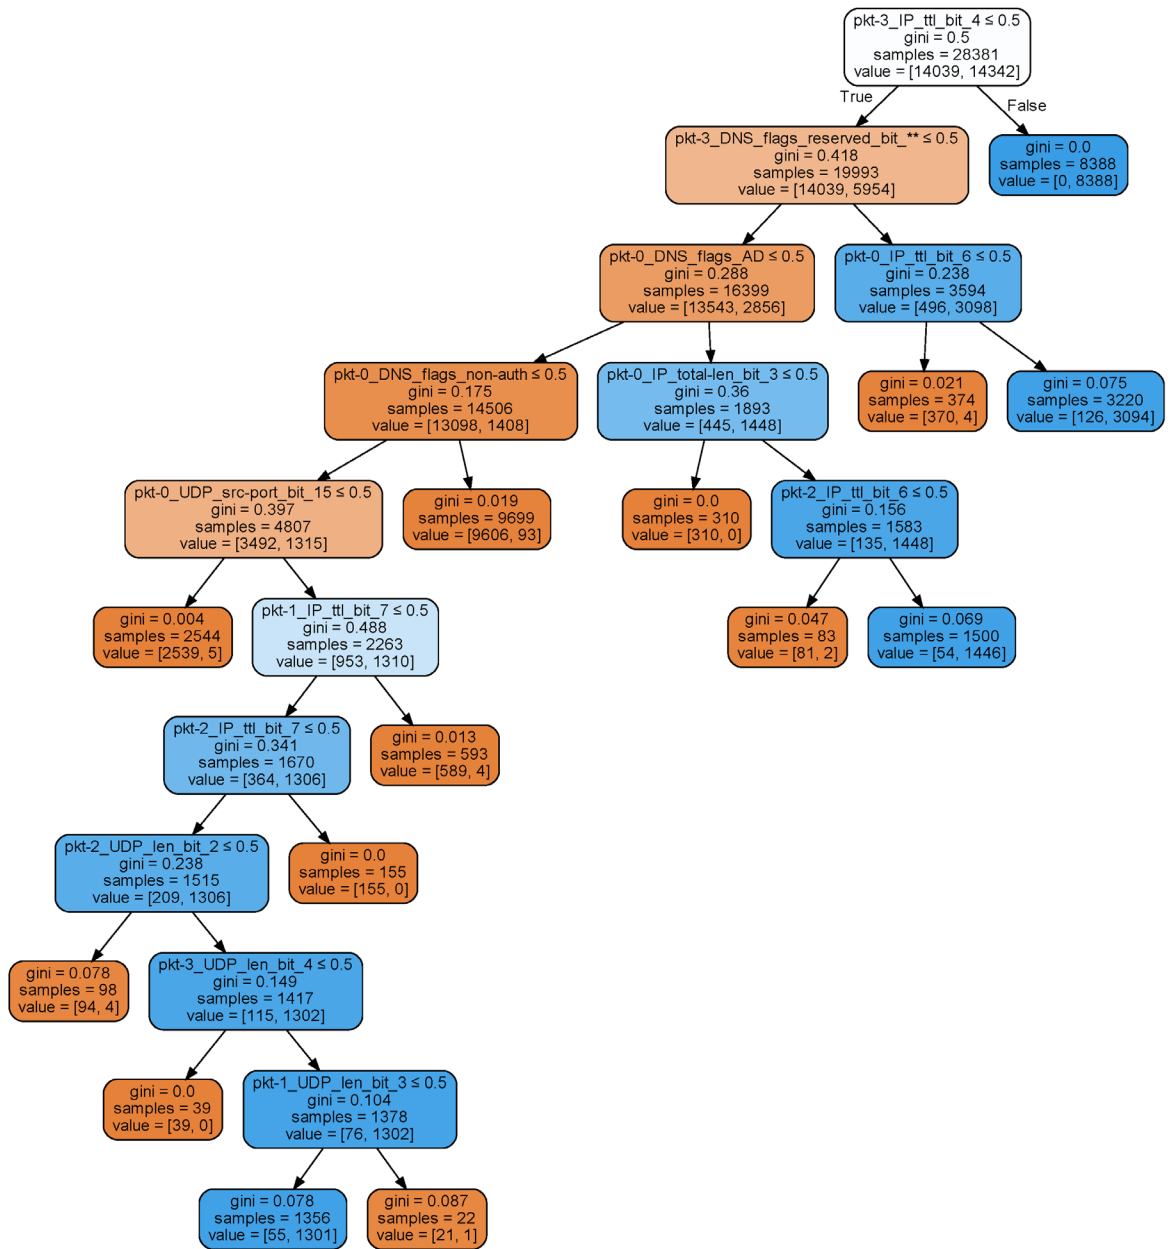 pkt-3_IP_ttl_bit_4 ≤ 0.5
gini = 0.5
samples = 28381
value = [14039, 14342]
True
False
pkt-3_DNS_flags_reserved_bit_** ≤ 0.5
gini = 0.418
samples = 19993
value = [14039, 5954]
gini = 0.0
samples = 8388
value = [0, 8388]
pkt-0_DNS_flags_AD ≤ 0.5
gini = 0.288
samples = 16399
value = [13543, 2856]
pkt-0_IP_ttl_bit_6 ≤ 0.5
gini = 0.238
samples = 3594
value = [496, 3098]
pkt-0_DNS_flags_non-auth ≤ 0.5
gini = 0.175
samples = 14506
value = [13098, 1408]
pkt-0_IP_total-len_bit_3 ≤ 0.5
gini = 0.36
samples = 1893
value = [445, 1448]
gini = 0.021
samples = 374
value = [370, 4]
gini = 0.075
samples = 3220
value = [126, 3094]
pkt-0_UDP_src-port_bit_15 ≤ 0.5
gini = 0.397
samples = 4807
value = [3492, 1315]
gini = 0.019
samples = 9699
value = [9606, 93]
gini = 0.0
samples = 310
value = [310, 0]
pkt-2_IP_ttl_bit_6 ≤ 0.5
gini = 0.156
samples = 1583
value = [135, 1448]
gini = 0.004
samples = 2544
value = [2539, 5]
pkt-1_IP_ttl_bit_7 ≤ 0.5
gini = 0.488
samples = 2263
value = [953, 1310]
gini = 0.047
samples = 83
value = [81, 2]
gini = 0.069
samples = 1500
value = [54, 1446]
pkt-2_IP_ttl_bit_7 ≤ 0.5
gini = 0.341
samples = 1670
value = [364, 1306]
gini = 0.013
samples = 593
value = [589, 4]
pkt-2_UDP_len_bit_2 ≤ 0.5
gini = 0.238
samples = 1515
value = [209, 1306]
gini = 0.0
samples = 155
value = [155, 0]
gini = 0.078
samples = 98
value = [94, 4]
pkt-3_UDP_len_bit_4 ≤ 0.5
gini = 0.149
samples = 1417
value = [115, 1302]
gini = 0.0
samples = 39
value = [39, 0]
pkt-1_UDP_len_bit_3 ≤ 0.5
gini = 0.104
samples = 1378
value = [76, 1302]
gini = 0.078
samples = 1356
value = [55, 1301]
gini = 0.087
samples = 22
value = [21, 1]